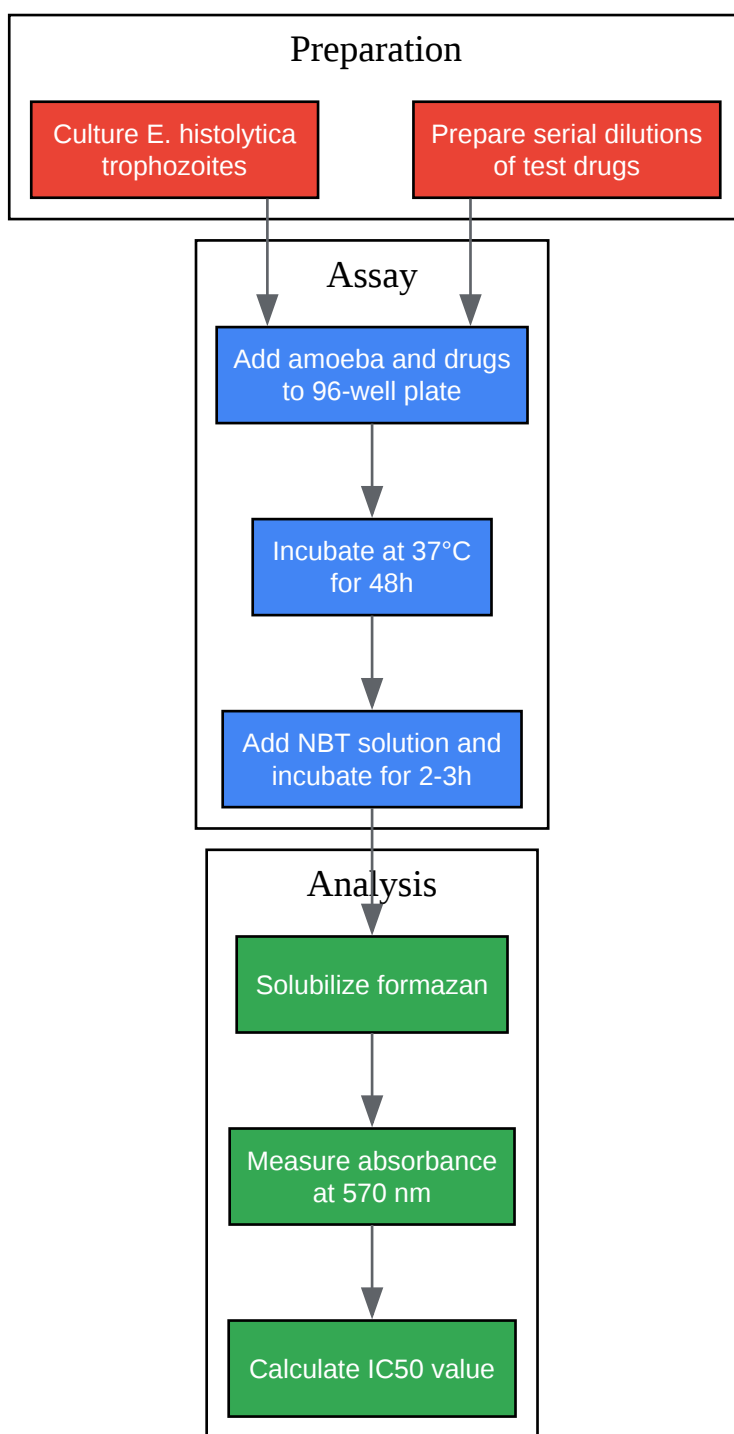 Preparation
Culture E. histolytica
trophozoites
Prepare serial dilutions
of test drugs
Assay
Add amoeba and drugs
to 96-well plate
Incubate at 37°C
for 48h
Add NBT solution and
incubate for 2-3h
Analysis
Solubilize formazan
Measure absorbance
at 570 nm
Calculate IC50 value